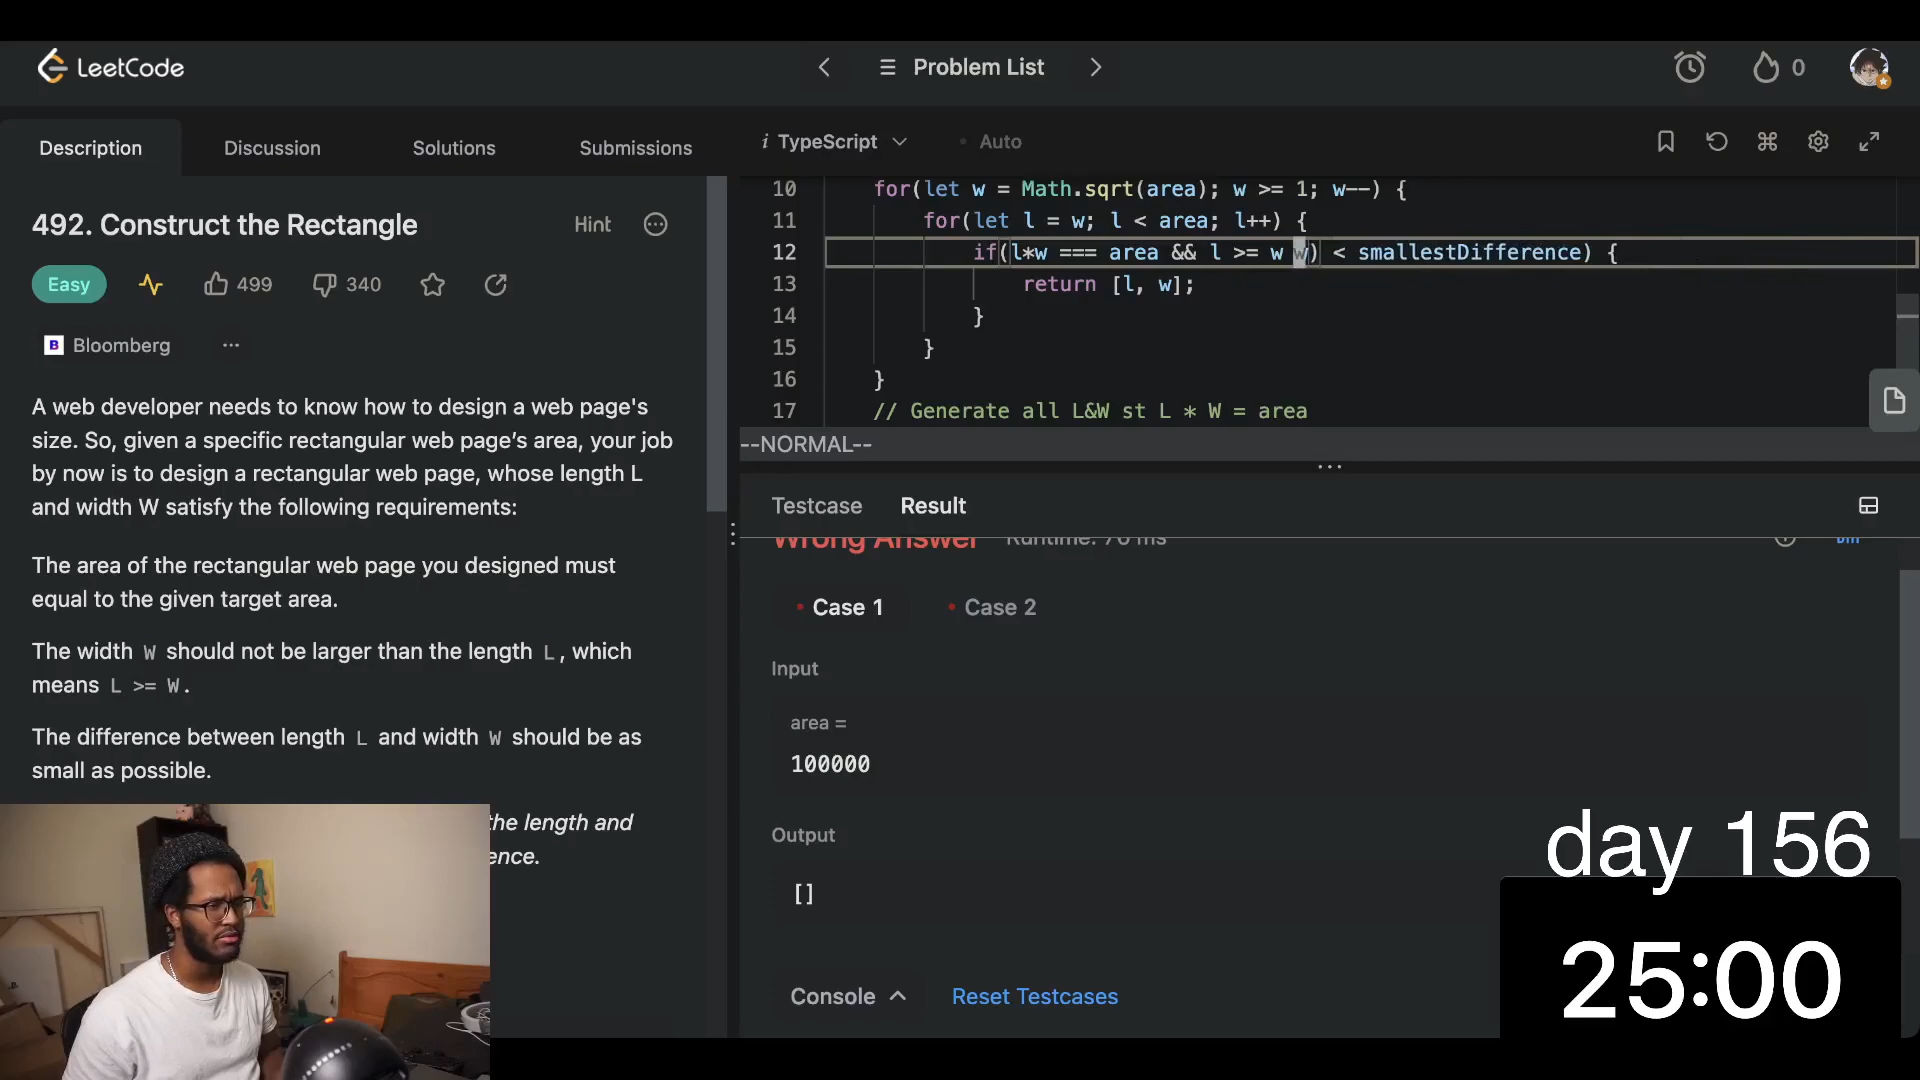 LeetCode
Problem List
0
Description
Discussion
Solutions
Submissions
i TypeScript
• Auto
492. Construct the Rectangle
Hint
Easy
499
340
B Bloomberg
A web developer needs to know how to design a web page's
size. So, given a specific rectangular web page’s area, your job
by now is to design a rectangular web page, whose length L
and width W satisfy the following requirements:
The area of the rectangular web page you designed must
equal to the given target area.
The width W should not be larger than the length L, which
means L >= W.
The difference between length L and width W should be as
small as possible.
the length and
ence.
10 for(let w = Math.sqrt(area); w >= 1; w--) {
11 for(let l = w; l < area; l++) {
12 if(l*w === area && l >= w w) < smallestDifference) {
13 return [l, w];
14 }
15 }
16 }
17 // Generate all L&W st L * W = area
--NORMAL--
Testcase
Result
Wrong Answer
Runtime: 70 ms
• Case 1
• Case 2
Input
area =
100000
Output
[]
Console
Reset Testcases
day 156
25:00